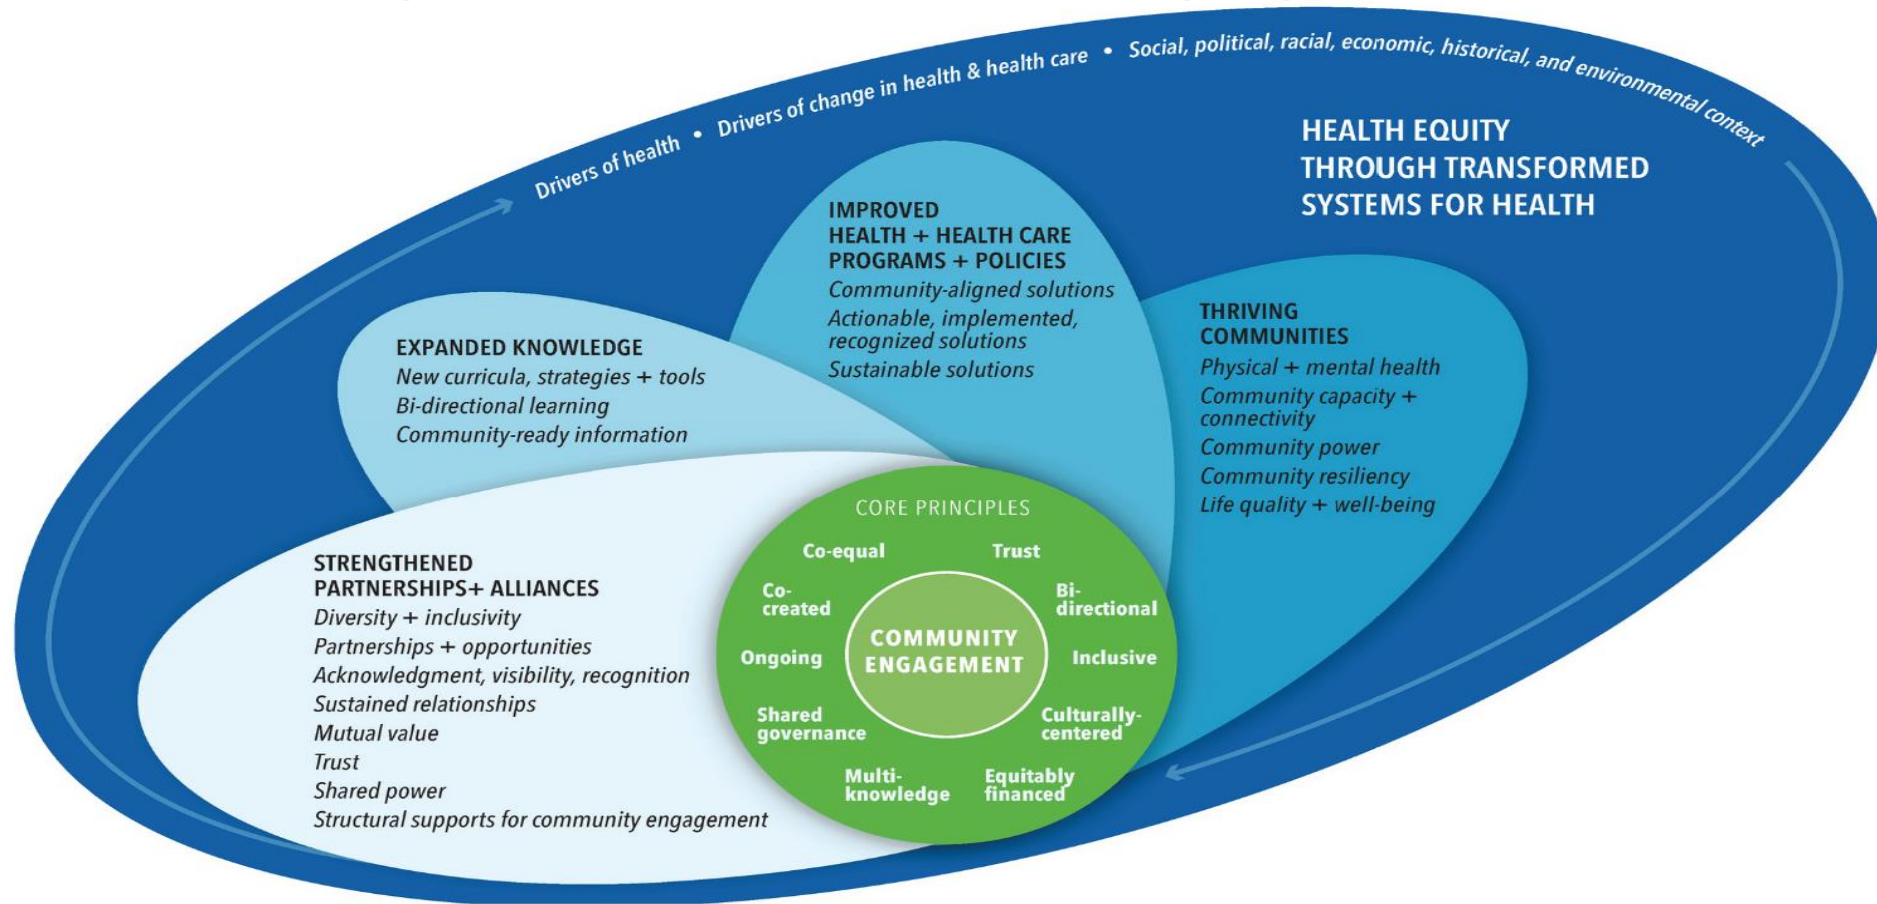 Drivers of health • Drivers of change in health & health care • Social, political, racial, economic, historical, and environmental context
HEALTH EQUITY
THROUGH TRANSFORMED
SYSTEMS FOR HEALTH
IMPROVED
HEALTH + HEALTH CARE
PROGRAMS + POLICIES
Community-aligned solutions
Actionable, implemented,
recognized solutions
Sustainable solutions
THRIVING
COMMUNITIES
Physical + mental health
Community capacity +
connectivity
Community power
Community resiliency
Life quality + well-being
EXPANDED KNOWLEDGE
New curricula, strategies + tools
Bi-directional learning
Community-ready information
STRENGTHENED
PARTNERSHIPS+ ALLIANCES
Diversity + inclusivity
Partnerships + opportunities
Acknowledgment, visibility, recognition
Sustained relationships
Mutual value
Trust
Shared power
Structural supports for community engagement
CORE PRINCIPLES
Co-equal
Trust
Co-
created
Bi-
directional
Ongoing
COMMUNITY
ENGAGEMENT
Inclusive
Shared
governance
Culturally-
centered
Multi-
knowledge
Equitably
financed